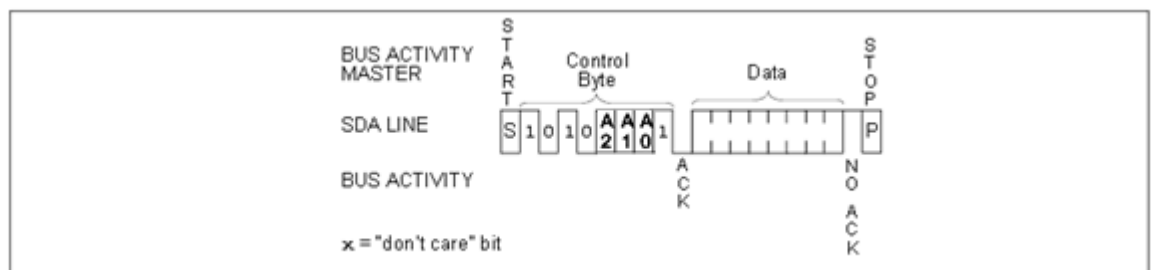 START
BUS ACTIVITY
MASTER
Control
Byte
Data
STOP
SDA LINE
S 1 0 1 0 A2 A1 A0 1 P
BUS ACTIVITY
ACK
NO ACK
x = "don't care" bit